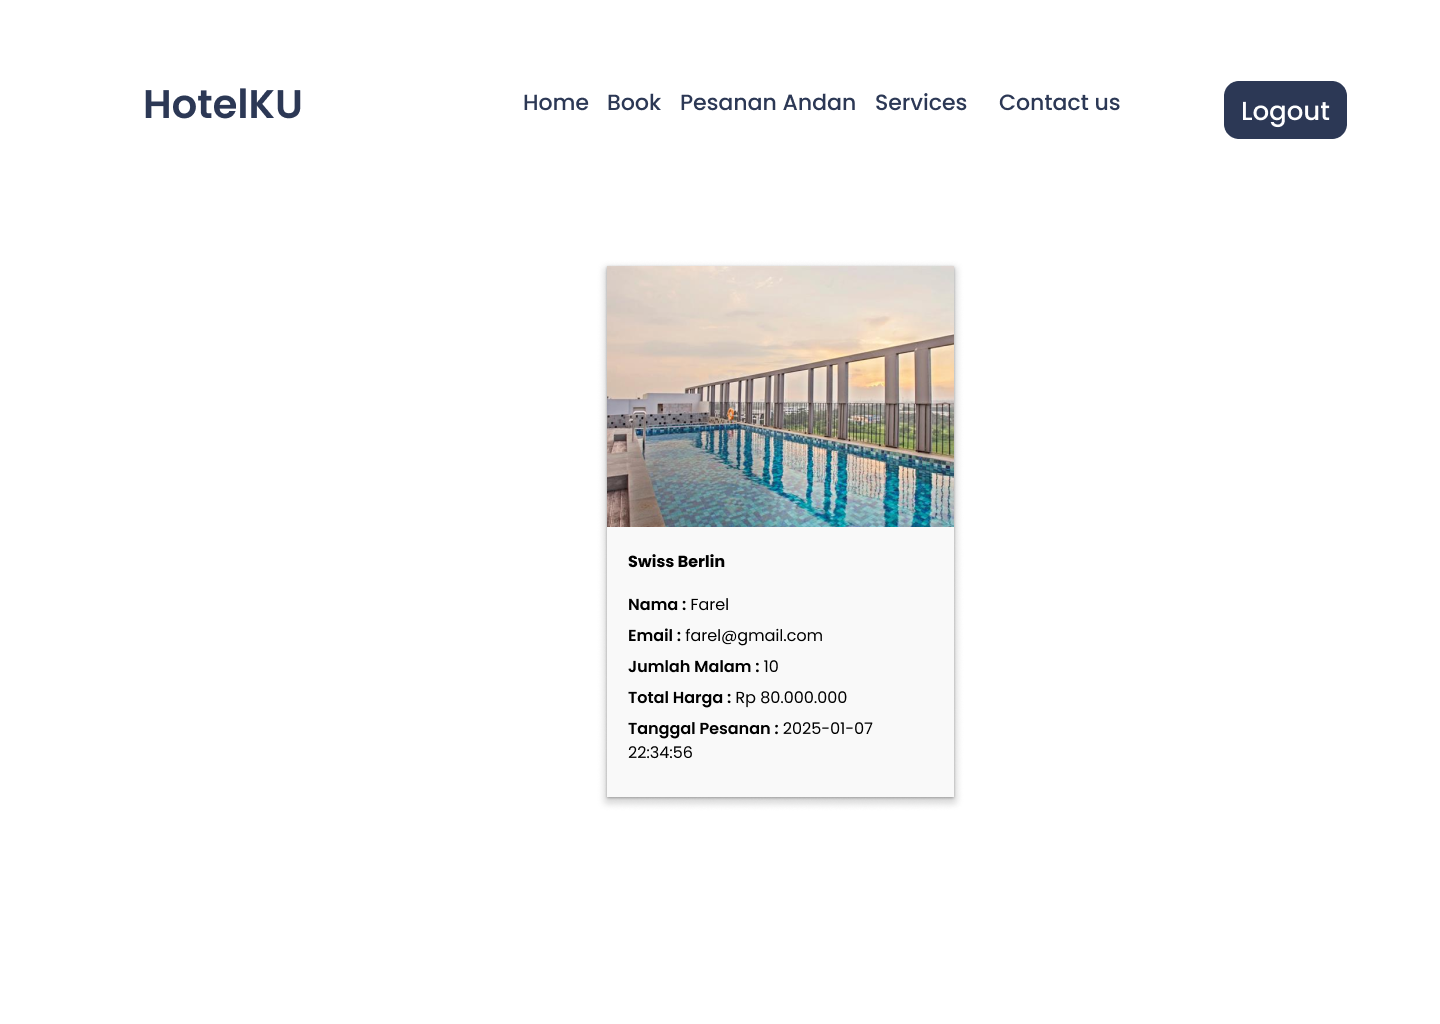 HotelKU
Home Book Pesanan Andan Services Contact us
Logout
Swiss Berlin
Nama : Farel
Email : farel@gmail.com
Jumlah Malam : 10
Total Harga : Rp 80.000.000
Tanggal Pesanan : 2025-01-07
22:34:56